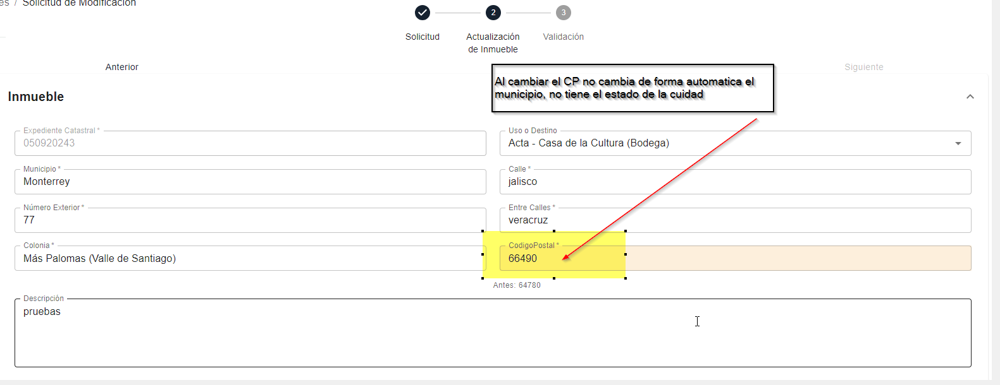 es / Solicitud de Modificación
2
3
Solicitud
Actualización
de Inmueble
Validación
Anterior
Siguiente
Al cambiar el CP no cambia de forma automatica el
municipio, no tiene el estado de la cuidad
Inmueble
Expediente Catastral *
050920243
Uso o Destino
Acta - Casa de la Cultura (Bodega)
Municipio *
Monterrey
Calle *
jalisco
Número Exterior *
77
Entre Calles *
veracruz
Colonia *
Más Palomas (Valle de Santiago)
CodigoPostal *
66490
Antes: 64780
Descripción
pruebas